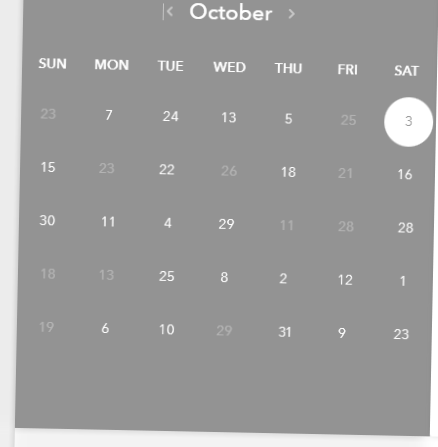 October
SUN MON TUE WED THU FRI SAT
23 7 24 13 5 25 3
15 23 22 26 18 21 16
30 11 4 29 11 28 28
18 13 25 8 2 12 1
19 6 10 29 31 9 23